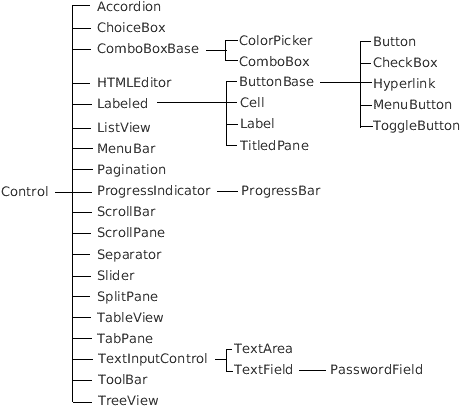 Accordion
ChoiceBox
ComboBoxBase
ColorPicker
ComboBox
HTMLEditor
Labeled
ButtonBase
Button
CheckBox
Hyperlink
MenuButton
ToggleButton
Cell
Label
TitledPane
ListView
MenuBar
Pagination
Control
ProgressIndicator
ProgressBar
ScrollBar
ScrollPane
Separator
Slider
SplitPane
TableView
TabPane
TextInputControl
TextArea
TextField
PasswordField
ToolBar
TreeView